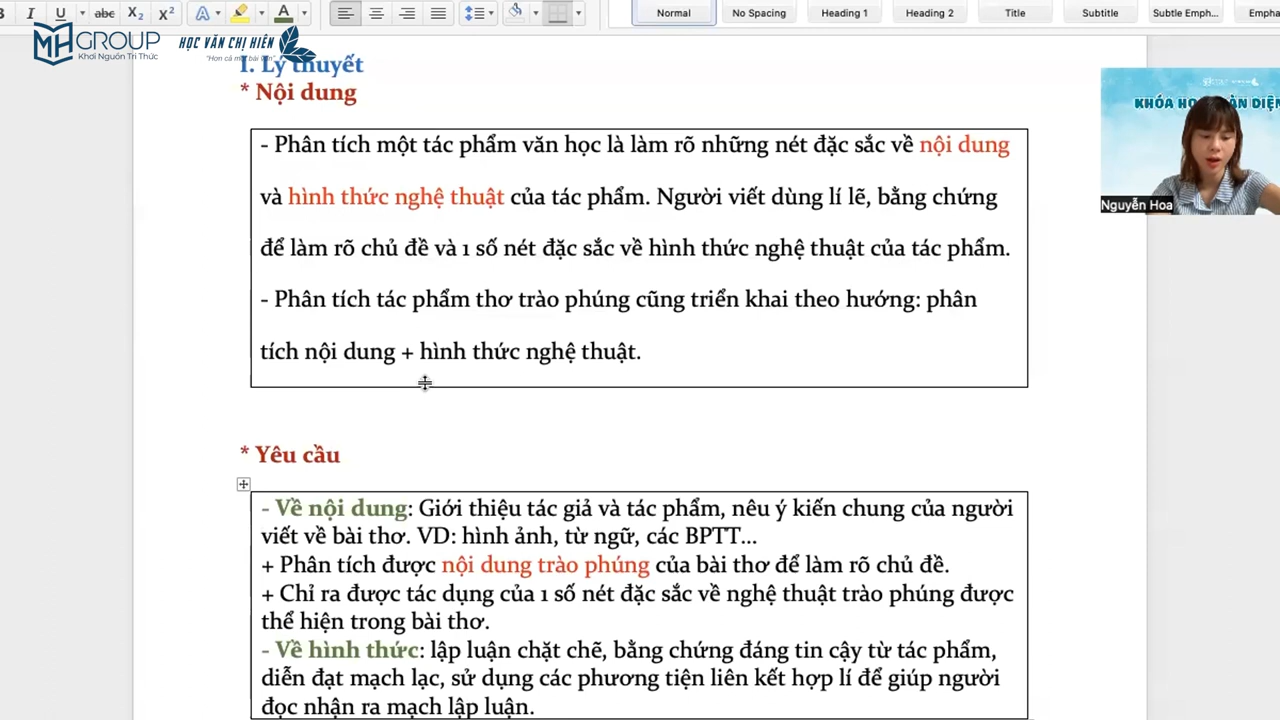 I U abc X₂ X² A A
Normal No Spacing Heading 1 Heading 2 Title Subtitle Subtle Emph... Empha
MH GROUP
Khơi Nguồn Tri Thức
HỌC VĂN CHỊ HIÊN
I. Lý thuyết
* Nội dung
- Phân tích một tác phẩm văn học là làm rõ những nét đặc sắc về nội dung
và hình thức nghệ thuật của tác phẩm. Người viết dùng lí lẽ, bằng chứng
để làm rõ chủ đề và 1 số nét đặc sắc về hình thức nghệ thuật của tác phẩm.
- Phân tích tác phẩm thơ trào phúng cũng triển khai theo hướng: phân
tích nội dung + hình thức nghệ thuật.
Nguyễn Hoa
* Yêu cầu
- Về nội dung: Giới thiệu tác giả và tác phẩm, nêu ý kiến chung của người
viết về bài thơ. VD: hình ảnh, từ ngữ, các BPTT...
+ Phân tích được nội dung trào phúng của bài thơ để làm rõ chủ đề.
+ Chỉ ra được tác dụng của 1 số nét đặc sắc về nghệ thuật trào phúng được
thể hiện trong bài thơ.
- Về hình thức: lập luận chặt chẽ, bằng chứng đáng tin cậy từ tác phẩm,
diễn đạt mạch lạc, sử dụng các phương tiện liên kết hợp lí để giúp người
đọc nhận ra mạch lập luận.